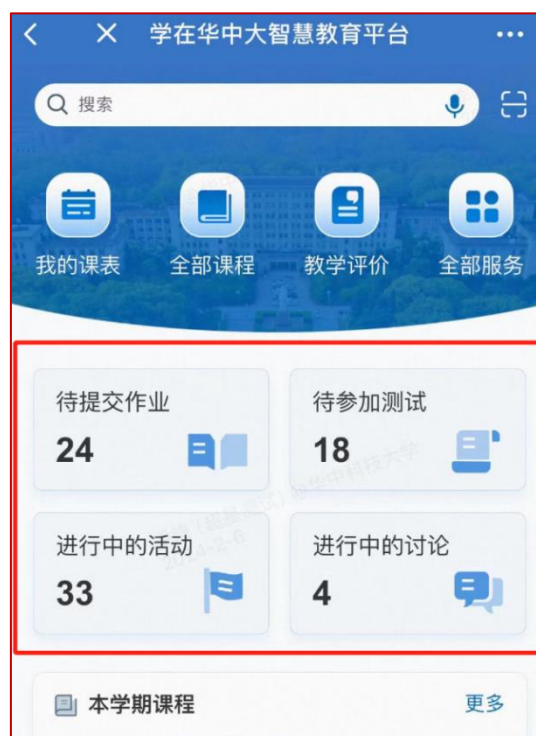 学在华中大智慧教育平台
搜索
我的课表 全部课程 教学评价 全部服务
待提交作业 待参加测试
24 18
进行中的活动 进行中的讨论
33 4
本学期课程 更多